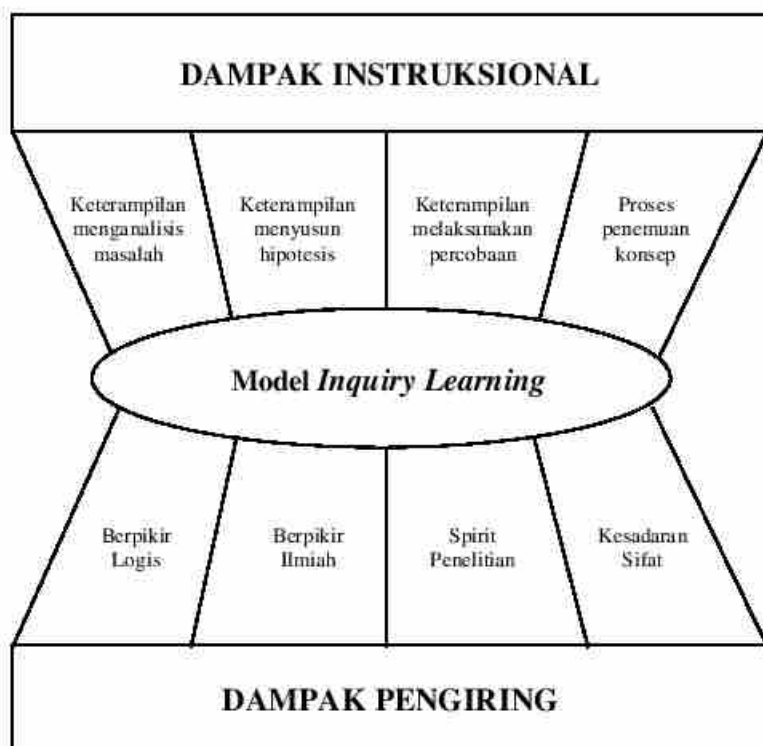 DAMPAK INSTRUKSIONAL
Keterampilan
menganalisis
masalah
Keterampilan
menyusun
hipotesis
Keterampilan
melaksanakan
percobaan
Proses
penemuan
konsep
Model Inquiry Learning
Berpikir
Logis
Berpikir
Ilmiah
Spirit
Penelitian
Kesadaran
Sifat
DAMPAK PENGIRING